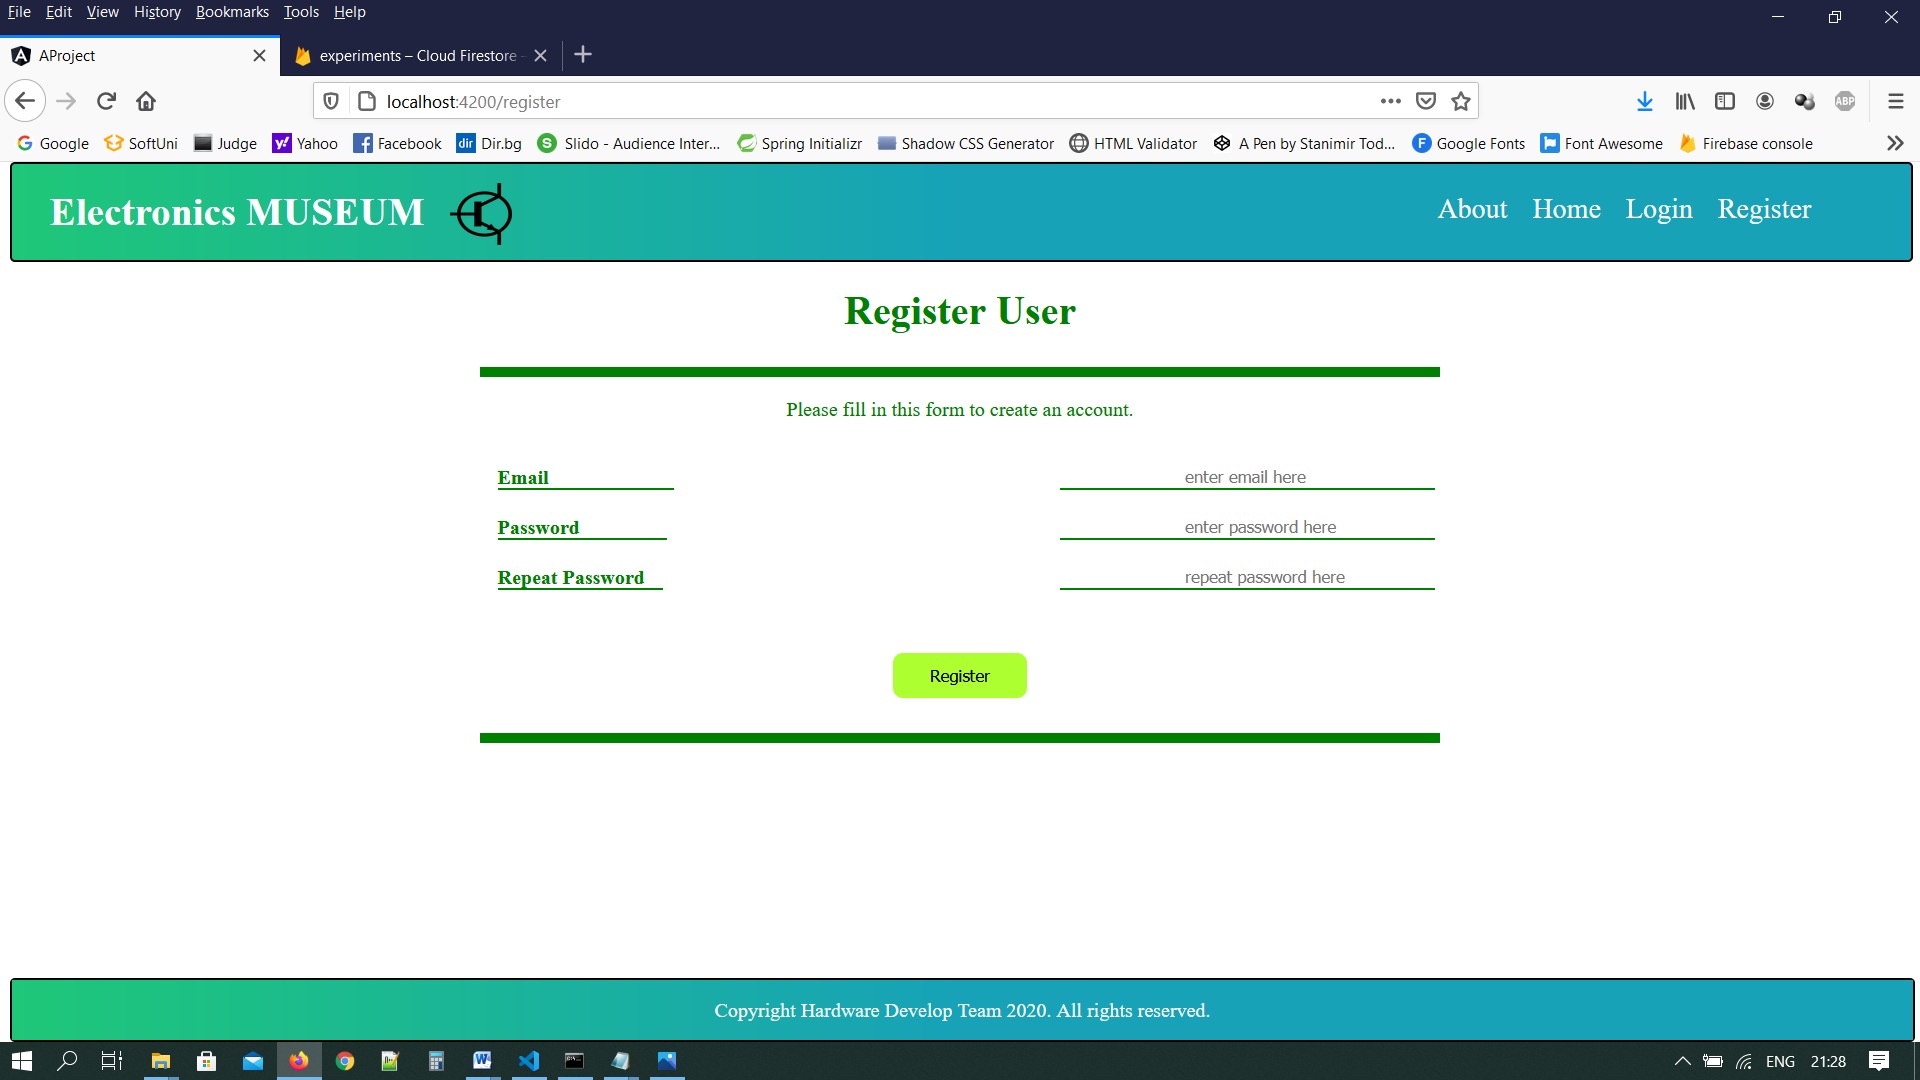 File Edit View History Bookmarks Tools Help
AProject experiments – Cloud Firestore
localhost:4200/register
ABP
Google SoftUni Judge Yahoo Facebook dir Dir.bg S Slido - Audience Inter... Spring Initializr Shadow CSS Generator HTML Validator A Pen by Stanimir Tod... F Google Fonts Font Awesome Firebase console
Electronics MUSEUM About Home Login Register
Register User
Please fill in this form to create an account.
Email enter email here
Password enter password here
Repeat Password repeat password here
Register
Copyright Hardware Develop Team 2020. All rights reserved.
ENG 21:28